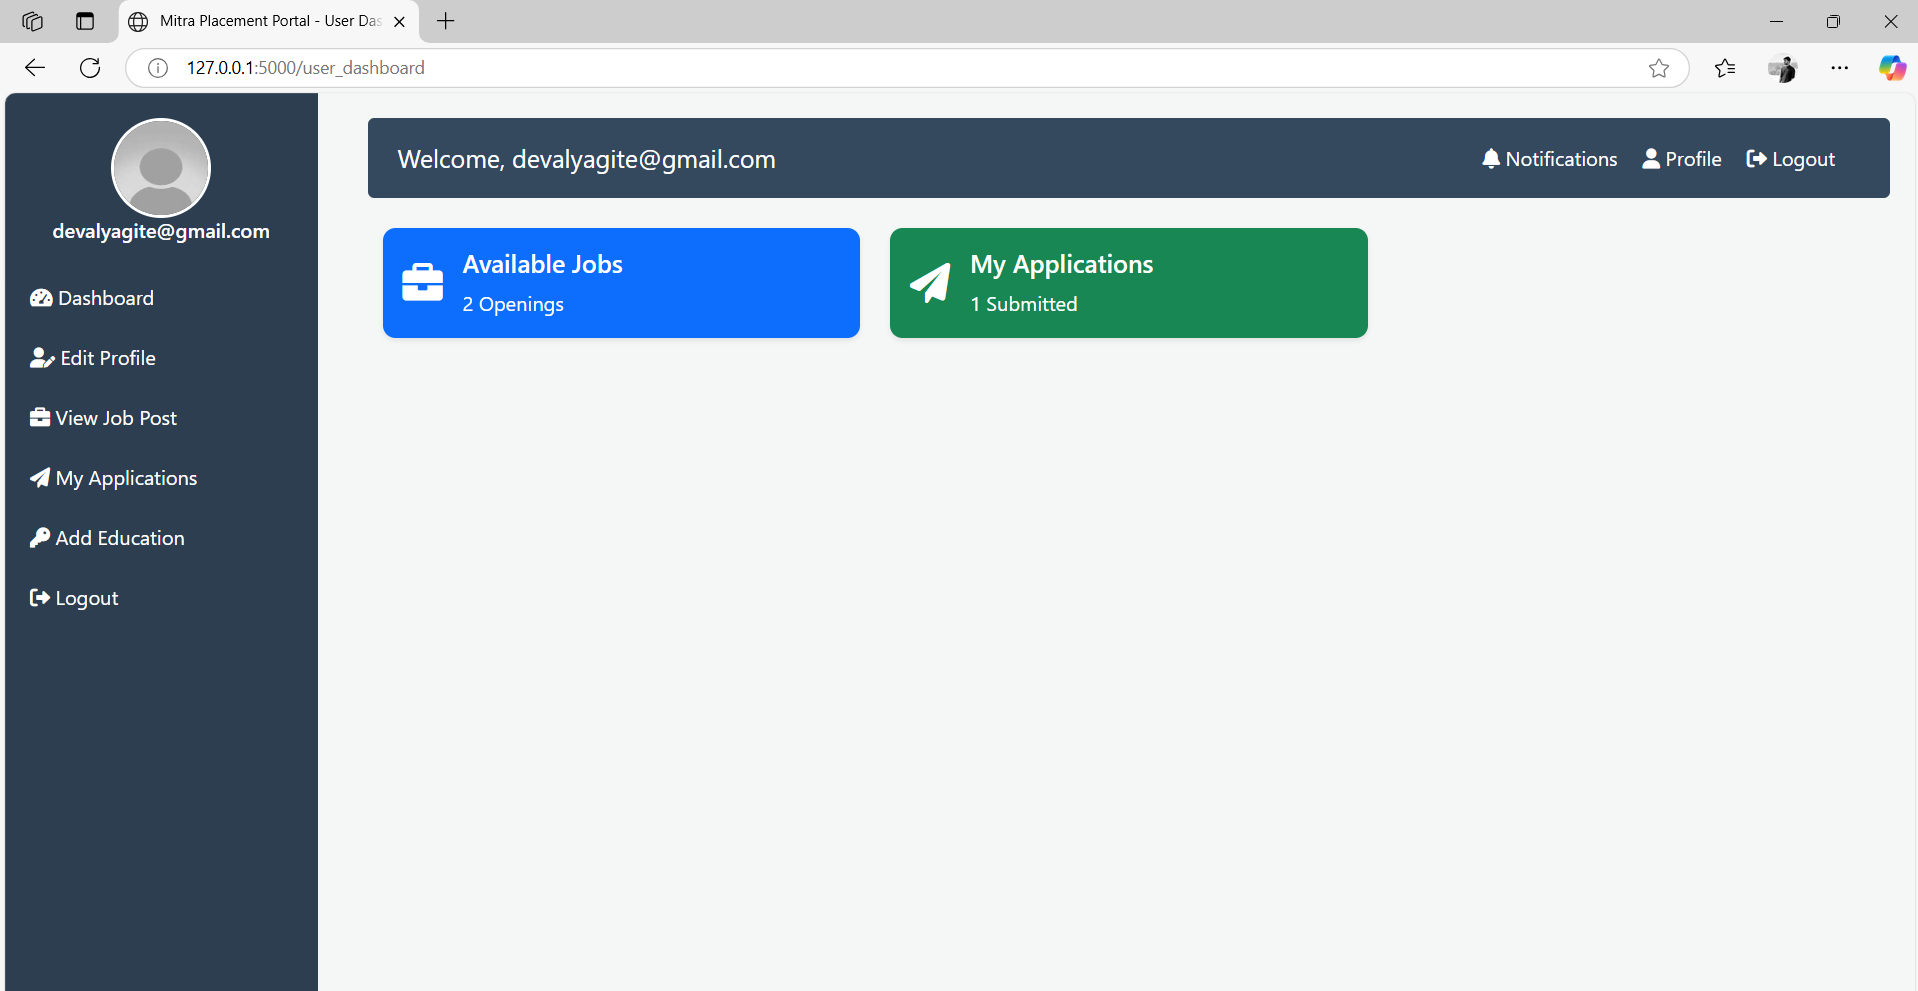 Mitra Placement Portal - User Das
127.0.0.1:5000/user_dashboard
devalyagite@gmail.com
Dashboard
Edit Profile
View Job Post
My Applications
Add Education
Logout
Welcome, devalyagite@gmail.com
Notifications
Profile
Logout
Available Jobs
2 Openings
My Applications
1 Submitted